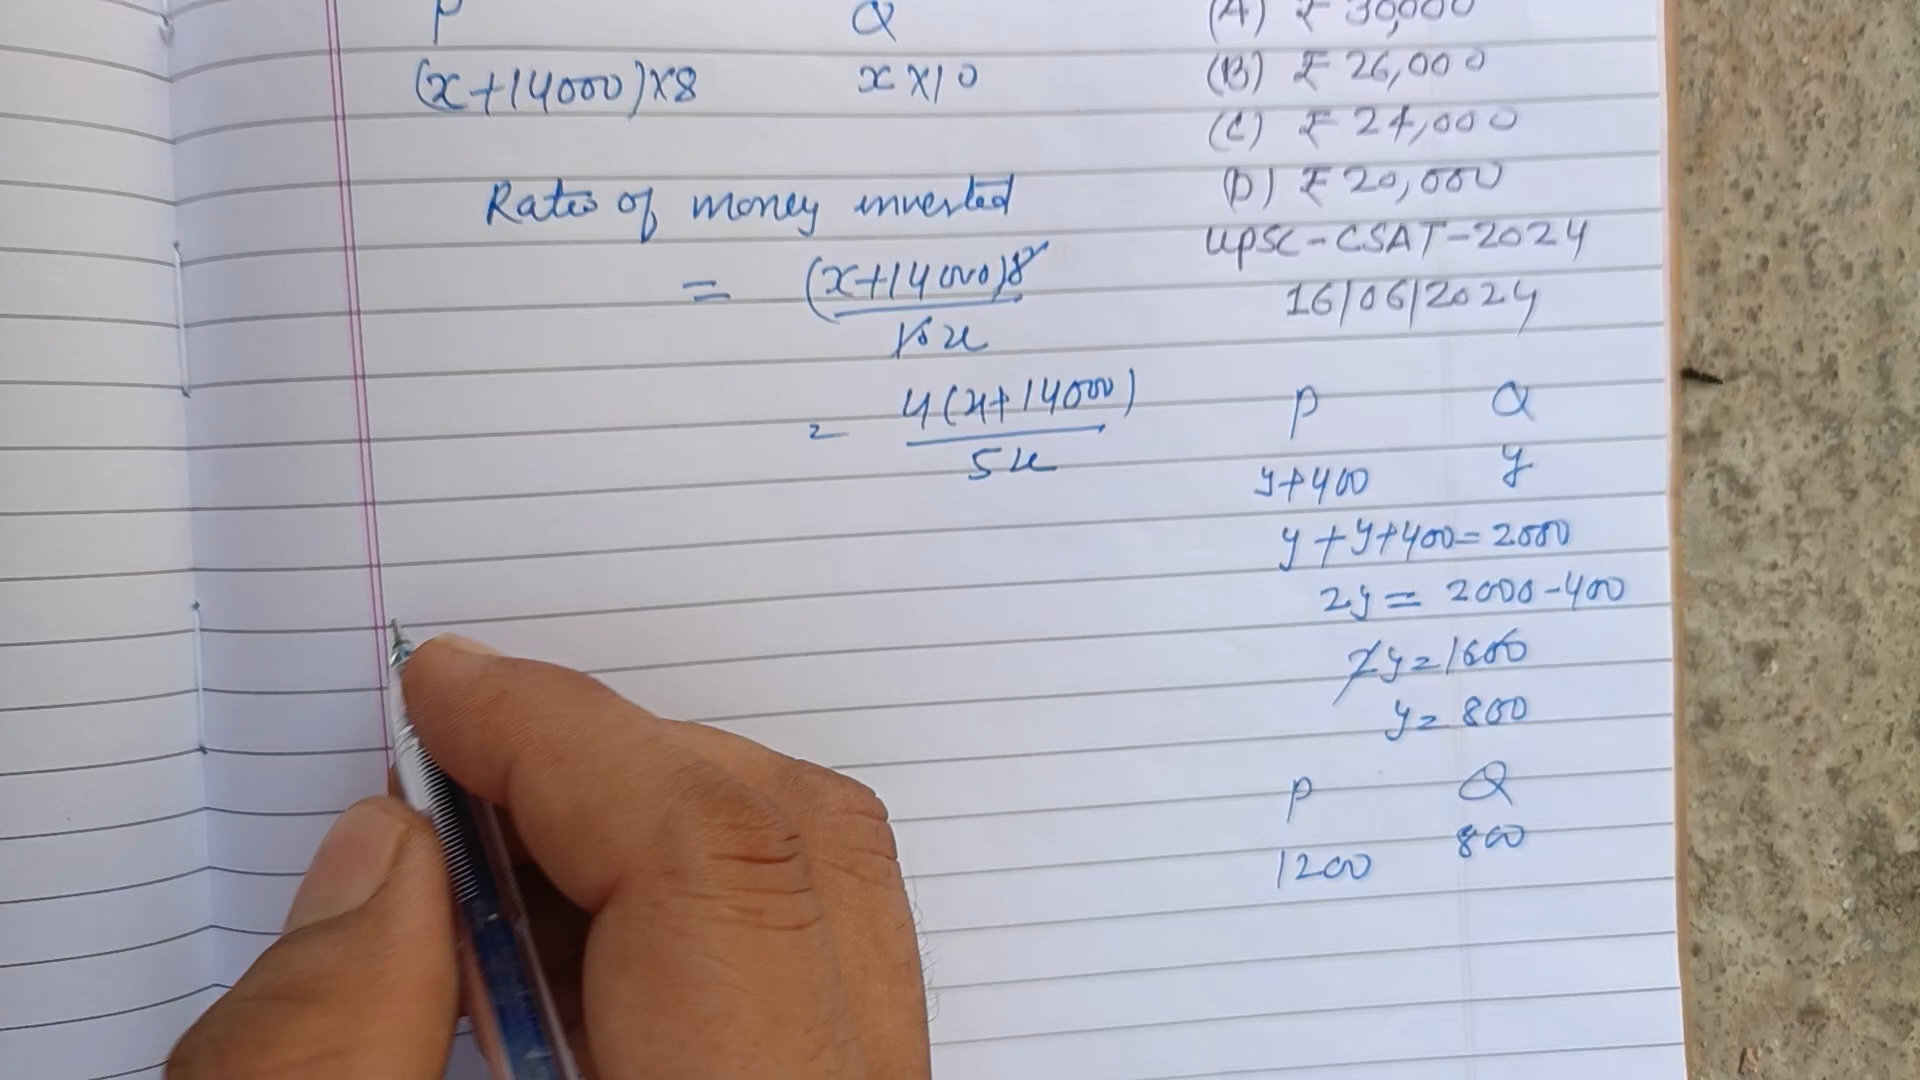 P Q
(x+14000)×8 x×10
Ratio of money invested
= (x+14000)8
10x
= 4(x+14000)
5x
(A) ₹ 30,000
(B) ₹ 26,000
(C) ₹ 24,000
(D) ₹ 20,000
UPSC-CSAT-2024
16/06/2024
P Q
y+400 y
y+y+400=2000
2y = 2000-400
2y=1600
y= 800
P Q
1200 800